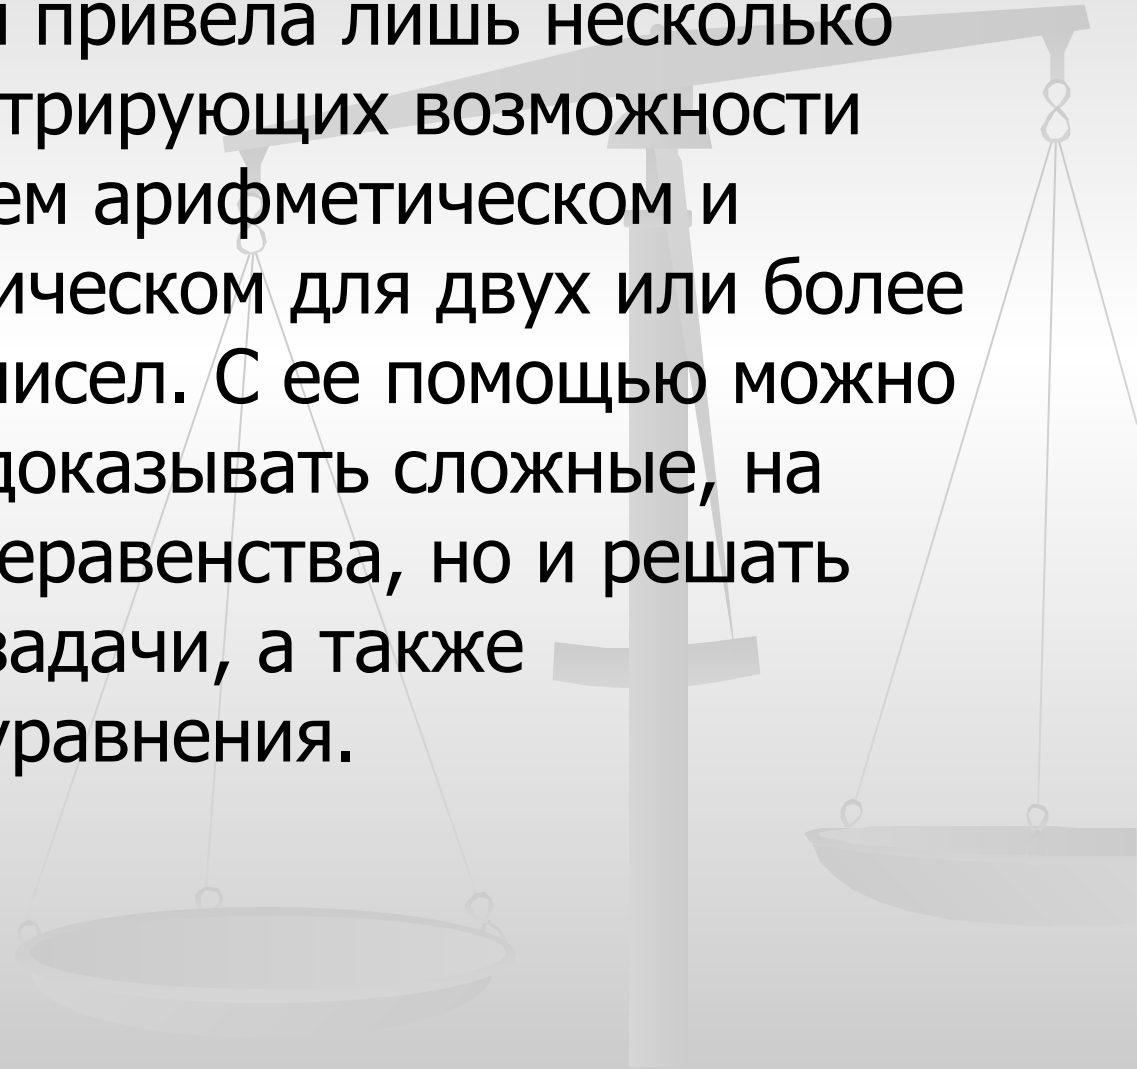 привела лишь несколько
трирующих возможности
ем арифметическом и
ическом для двух или более
чисел. С ее помощью можно
доказывать сложные, на
еравенства, но и решать
задачи, а также
уравнения.